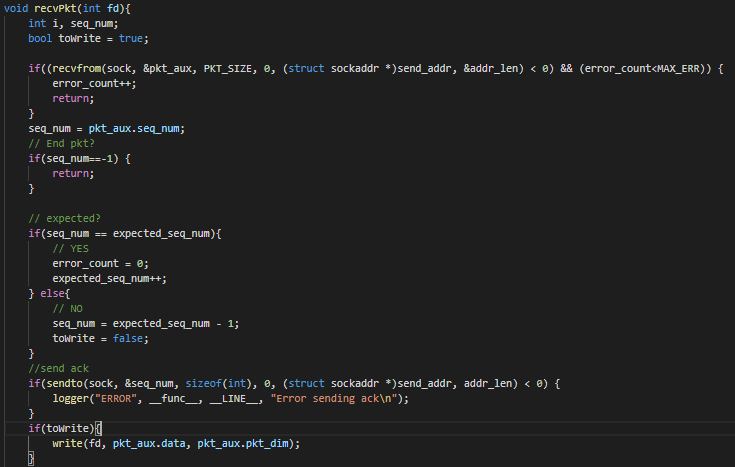 void recvPkt(int fd){
    int i, seq_num;
    bool toWrite = true;

    if((recvfrom(sock, &pkt_aux, PKT_SIZE, 0, (struct sockaddr *)send_addr, &addr_len) < 0) && (error_count<MAX_ERR)) {
        error_count++;
        return;
    }
    seq_num = pkt_aux.seq_num;
    // End pkt?
    if(seq_num==-1) {
        return;
    }

    // expected?
    if(seq_num == expected_seq_num){
        // YES
        error_count = 0;
        expected_seq_num++;
    } else{
        // NO
        seq_num = expected_seq_num - 1;
        toWrite = false;
    }
    //send ack
    if(sendto(sock, &seq_num, sizeof(int), 0, (struct sockaddr *)send_addr, addr_len) < 0) {
        logger("ERROR", __func__, __LINE__, "Error sending ack\n");
    }
    if(toWrite){
        write(fd, pkt_aux.data, pkt_aux.pkt_dim);
    }